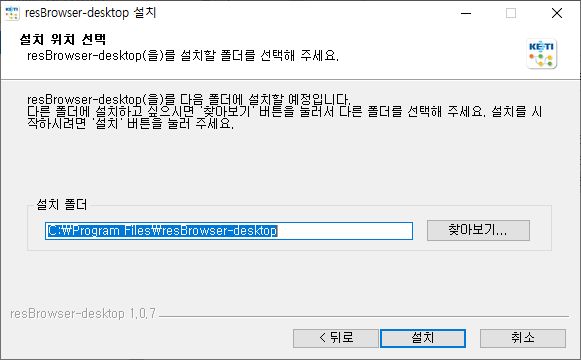 resBrowser-desktop 설치
설치 위치 선택
resBrowser-desktop(을)를 설치할 폴더를 선택해 주세요.
KETI
resBrowser-desktop(을)를 다음 폴더에 설치할 예정입니다.
다른 폴더에 설치하고 싶으시면 '찾아보기' 버튼을 눌러서 다른 폴더를 선택해 주세요. 설치를 시
작하시려면 '설치' 버튼을 눌러 주세요.
설치 폴더
C:₩Program Files₩resBrowser-desktop
찾아보기...
resBrowser-desktop 1.0.7
< 뒤로
설치
취소